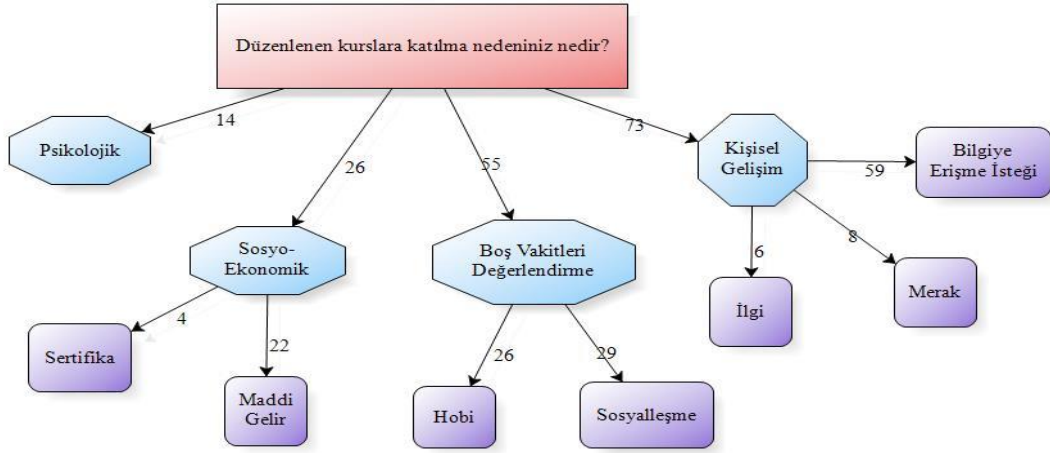 Düzenlenen kurslara katılma nedeniniz nedir?
14
26
55
73
Psikolojik
Kişisel
Gelişim
59
Bilgiye
Erişme İsteği
Sosyo-
Ekonomik
Boş Vakitleri
Değerlendirme
6
8
İlgi
Merak
4
22
26
29
Sertifika
Maddi
Gelir
Hobi
Sosyalleşme